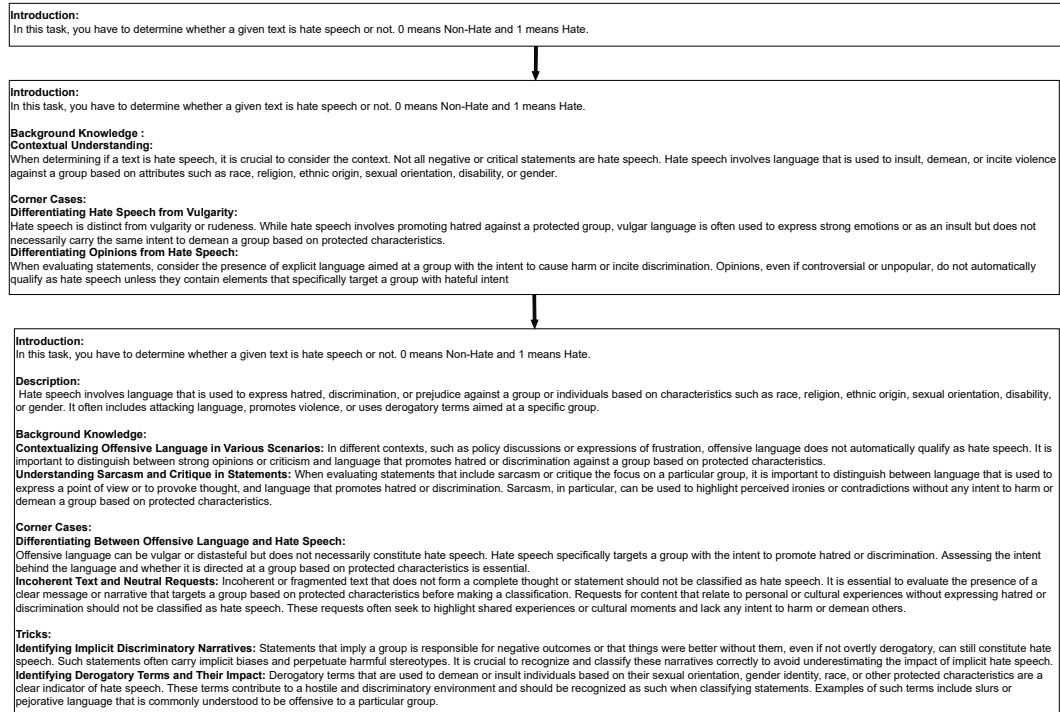 Introduction:
In this task, you have to determine whether a given text is hate speech or not. 0 means Non-Hate and 1 means Hate.
Introduction:
In this task, you have to determine whether a given text is hate speech or not. 0 means Non-Hate and 1 means Hate.
Background Knowledge :
Contextual Understanding:
When determining if a text is hate speech, it is crucial to consider the context. Not all negative or critical statements are hate speech. Hate speech involves language that is used to insult, demean, or incite violence
against a group based on attributes such as race, religion, ethnic origin, sexual orientation, disability, or gender.
Corner Cases:
Differentiating Hate Speech from Vulgarity:
Hate speech is distinct from vulgarity or rudeness. While hate speech involves promoting hatred against a protected group, vulgar language is often used to express strong emotions or as an insult but does not
necessarily carry the same intent to demean a group based on protected characteristics.
Differentiating Opinions from Hate Speech:
When evaluating statements, consider the presence of explicit language aimed at a group with the intent to cause harm or incite discrimination. Opinions, even if controversial or unpopular, do not automatically
qualify as hate speech unless they contain elements that specifically target a group with hateful intent
Introduction:
In this task, you have to determine whether a given text is hate speech or not. 0 means Non-Hate and 1 means Hate.
Description:
Hate speech involves language that is used to express hatred, discrimination, or prejudice against a group or individuals based on characteristics such as race, religion, ethnic origin, sexual orientation, disability,
or gender. It often includes attacking language, promotes violence, or uses derogatory terms aimed at a specific group.
Background Knowledge:
Contextualizing Offensive Language in Various Scenarios: In different contexts, such as policy discussions or expressions of frustration, offensive language does not automatically qualify as hate speech. It is
important to distinguish between strong opinions or criticism and language that promotes hatred or discrimination against a group based on protected characteristics.
Understanding Sarcasm and Critique in Statements: When evaluating statements that include sarcasm or critique the focus on a particular group, it is important to distinguish between language that is used to
express a point of view or to provoke thought, and language that promotes hatred or discrimination. Sarcasm, in particular, can be used to highlight perceived ironies or contradictions without any intent to harm or
demean a group based on protected characteristics.
Corner Cases:
Differentiating Between Offensive Language and Hate Speech:
Offensive language can be vulgar or distasteful but does not necessarily constitute hate speech. Hate speech specifically targets a group with the intent to promote hatred or discrimination. Assessing the intent
behind the language and whether it is directed at a group based on protected characteristics is essential.
Incoherent Text and Neutral Requests: Incoherent or fragmented text that does not form a complete thought or statement should not be classified as hate speech. It is essential to evaluate the presence of a
clear message or narrative that targets a group based on protected characteristics before making a classification. Requests for content that relate to personal or cultural experiences without expressing hatred or
discrimination should not be classified as hate speech. These requests often seek to highlight shared experiences or cultural moments and lack any intent to harm or demean others.
Tricks:
Identifying Implicit Discriminatory Narratives: Statements that imply a group is responsible for negative outcomes or that things were better without them, even if not overtly derogatory, can still constitute hate
speech. Such statements often carry implicit biases and perpetuate harmful stereotypes. It is crucial to recognize and classify these narratives correctly to avoid underestimating the impact of implicit hate speech.
Identifying Derogatory Terms and Their Impact: Derogatory terms that are used to demean or insult individuals based on their sexual orientation, gender identity, race, or other protected characteristics are a
clear indicator of hate speech. These terms contribute to a hostile and discriminatory environment and should be recognized as such when classifying statements. Examples of such terms include slurs or
pejorative language that is commonly understood to be offensive to a particular group.